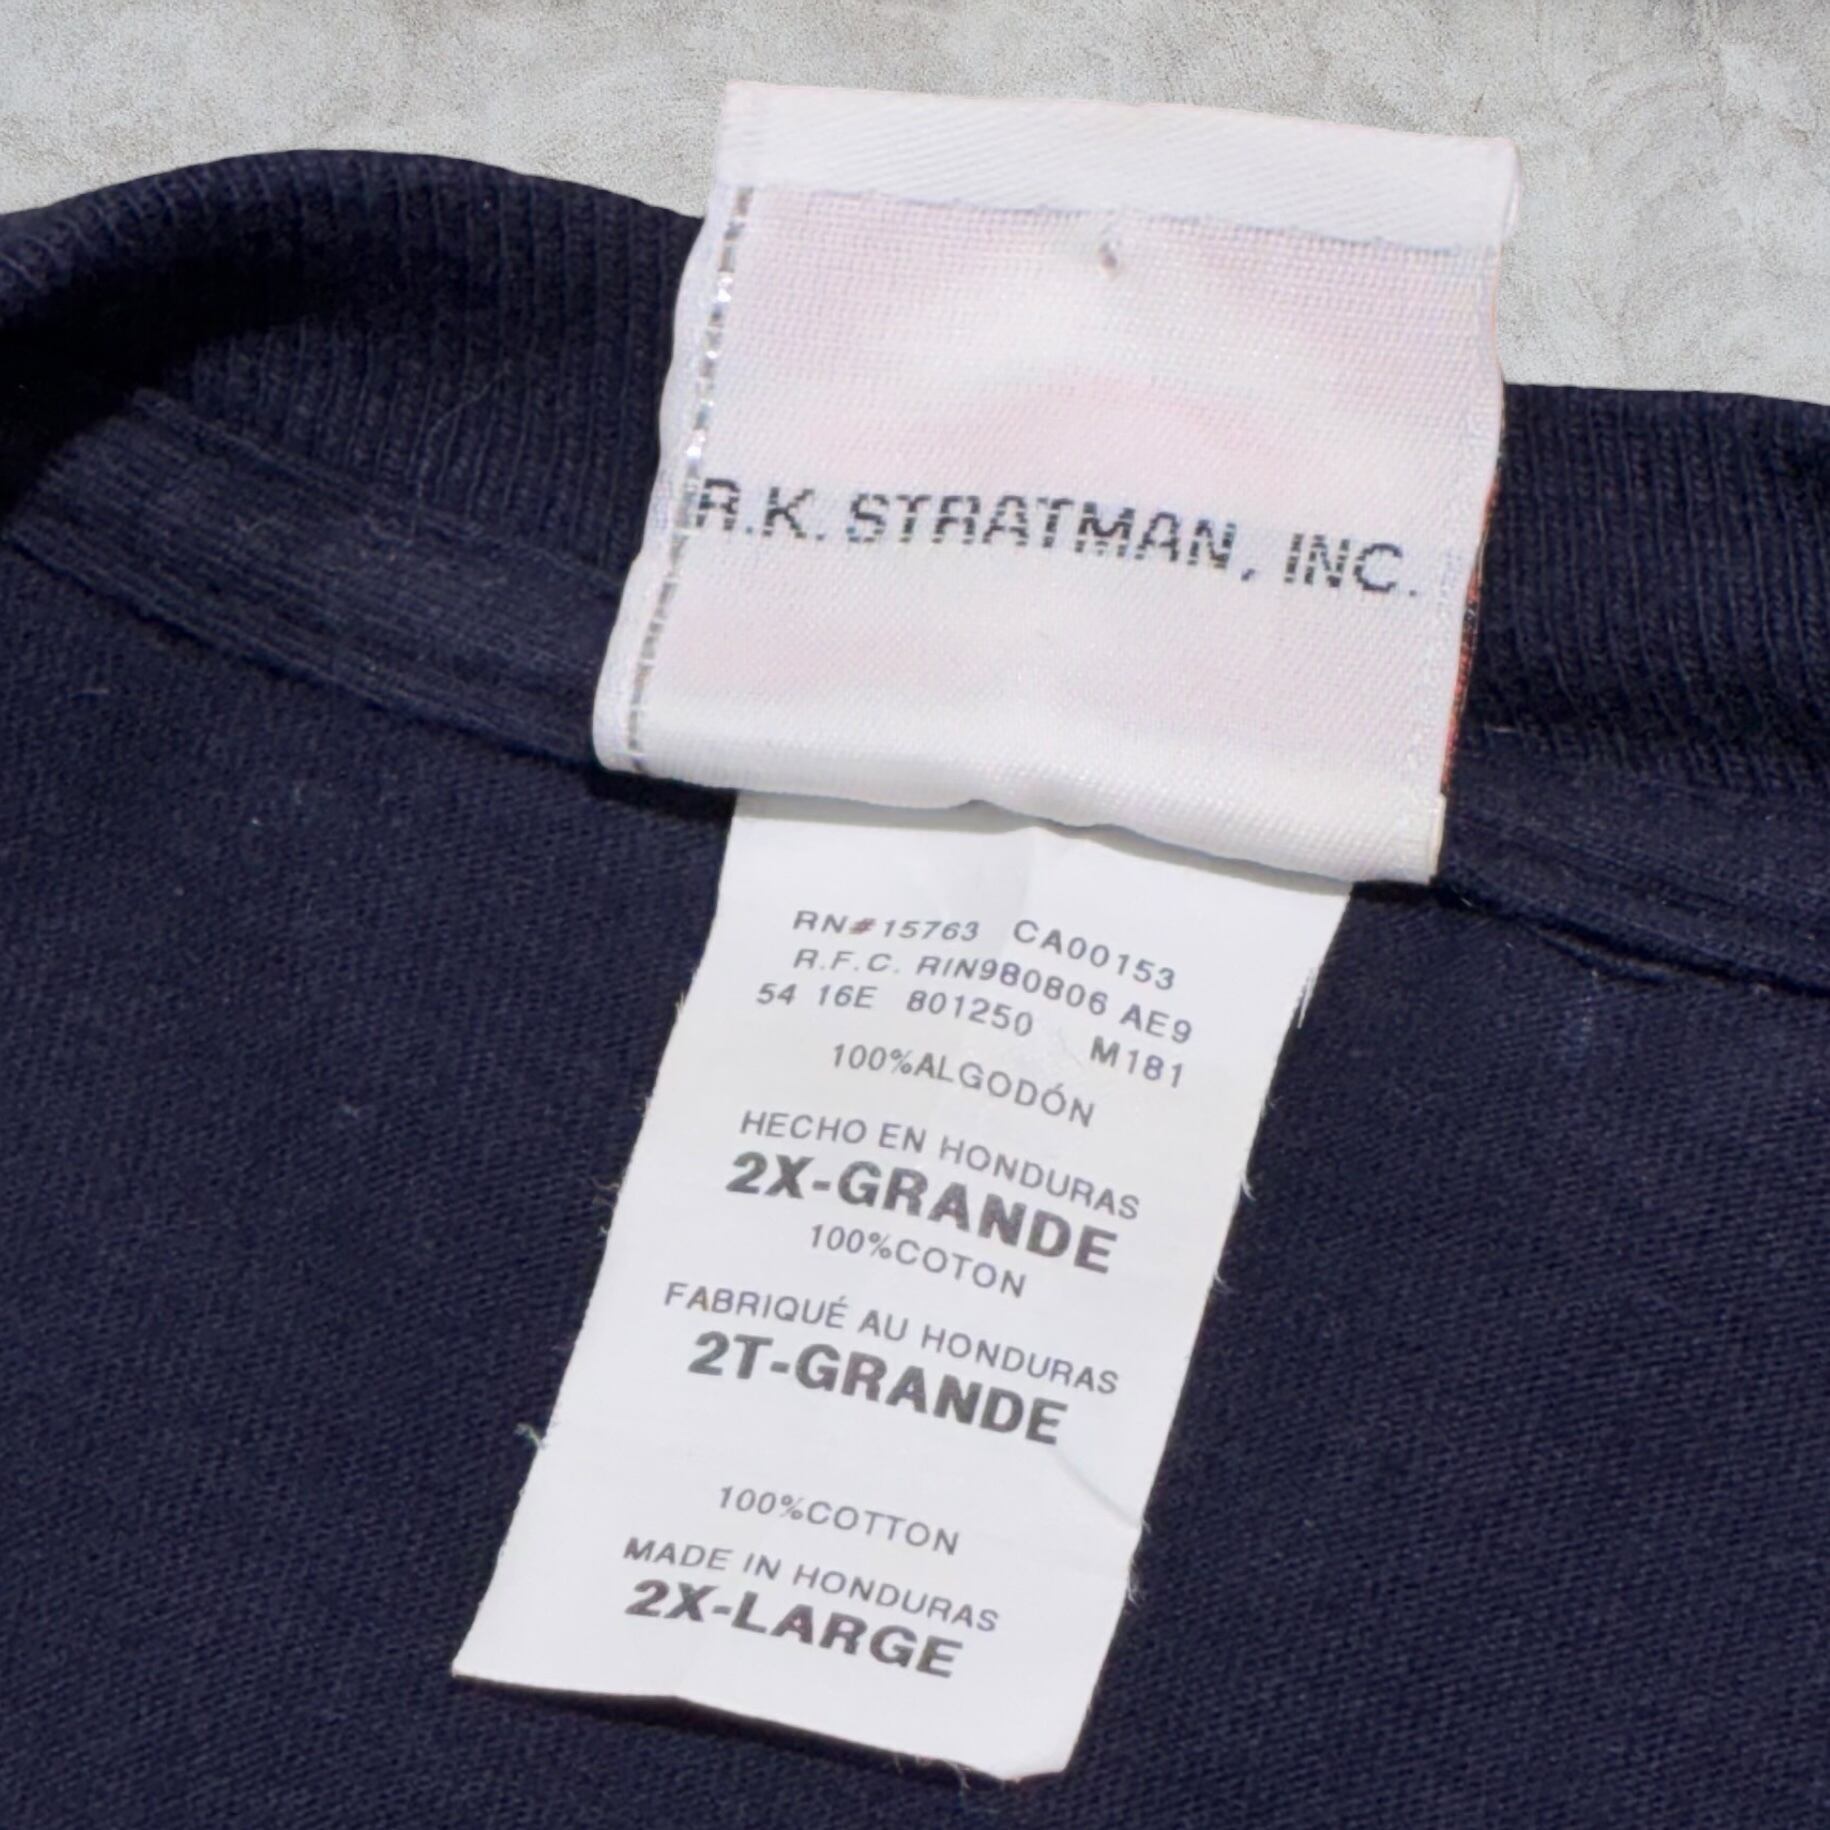 R.K. STRATMAN, INC.
RN#15763 CA00153
R.F.C. RIN980806 AE9
54 16E 801250 M181
100%ALGODÓN
HECHO EN HONDURAS
2X-GRANDE
100%COTON
FABRIQUÉ AU HONDURAS
2T-GRANDE
100%COTTON
MADE IN HONDURAS
2X-LARGE